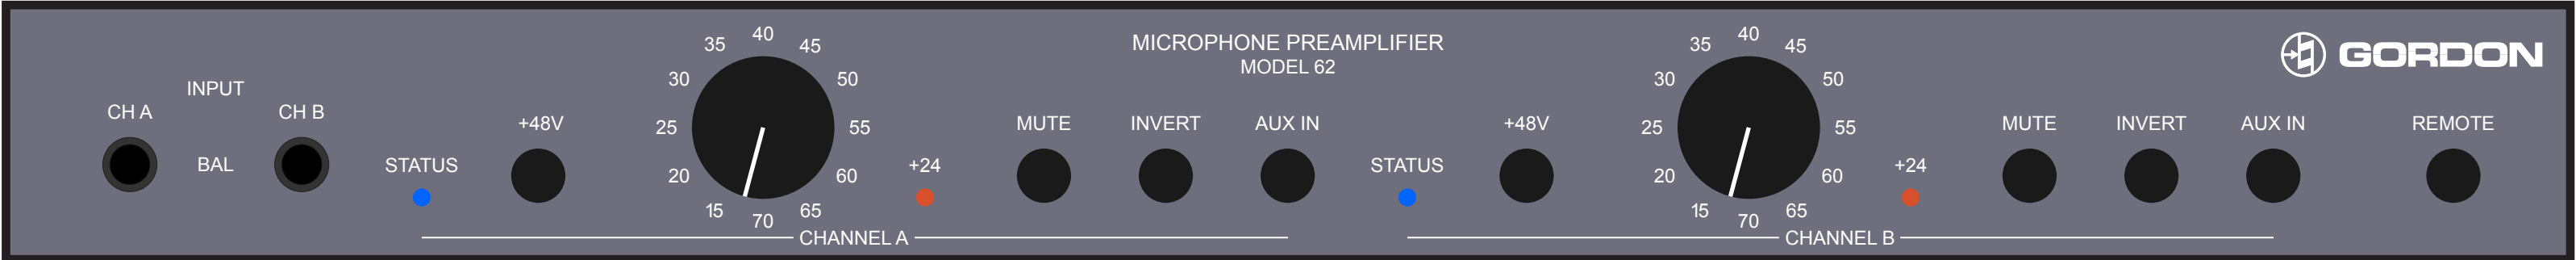 MICROPHONE PREAMPLIFIER
MODEL 62
GORDON
INPUT
CH A
CH B
BAL
STATUS
+48V
15
20
25
30
35
40
45
50
55
60
65
70
+24
MUTE
INVERT
AUX IN
CHANNEL A
STATUS
+48V
15
20
25
30
35
40
45
50
55
60
65
70
+24
MUTE
INVERT
AUX IN
CHANNEL B
REMOTE